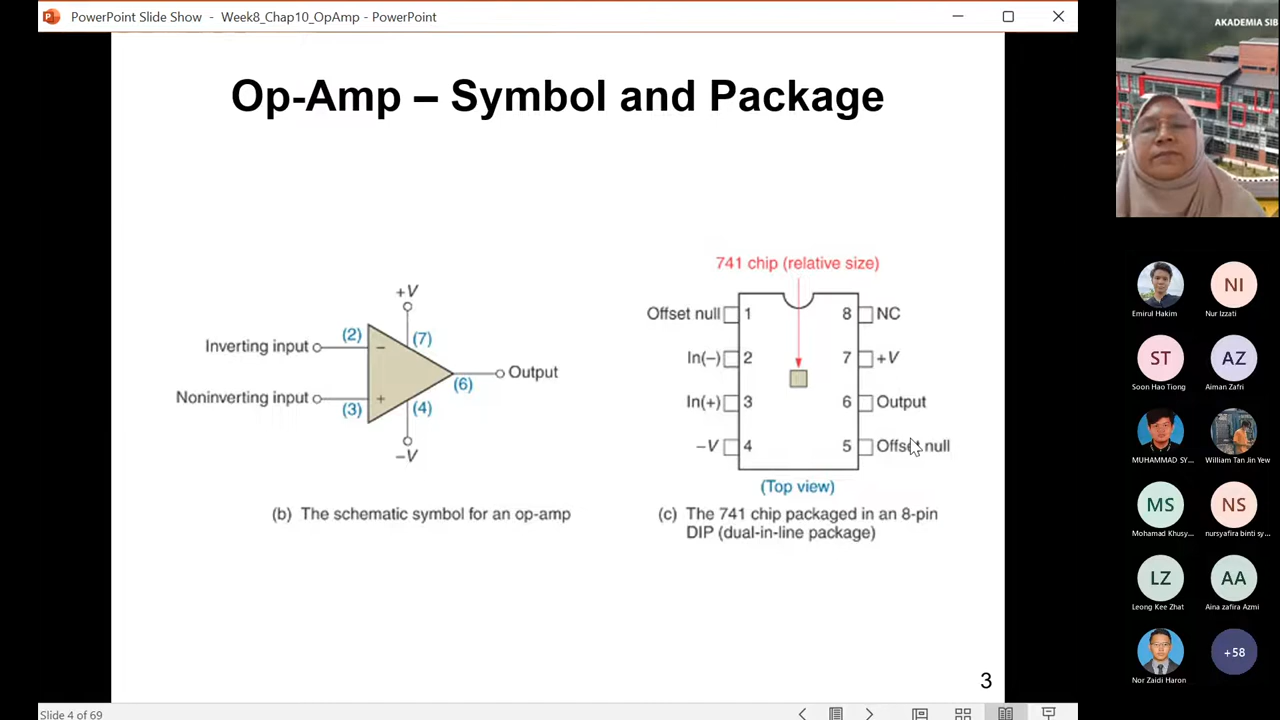 PowerPoint Slide Show - Week8_Chap10_OpAmp - PowerPoint
AKADEMIA SIB
Op-Amp – Symbol and Package
741 chip (relative size)
+V
(2)
(7)
Inverting input
−
Output
(6)
Noninverting input
+
(3)
(4)
−V
Offset null 1 8 NC
In(−) 2 7 +V
In(+) 3 6 Output
−V 4 5 Offset null
(Top view)
(b) The schematic symbol for an op-amp
(c) The 741 chip packaged in an 8-pin
DIP (dual-in-line package)
3
Slide 4 of 69
Emirul Hakim
NI
Nur Izzati
ST
Soon Hao Tiong
AZ
Aiman Zafri
MUHAMMAD SY...
William Tan Jin Yew
MS
Mohamad Khusy...
NS
nursyafira binti sy...
LZ
Leong Kee Zhat
AA
Aina zafira Azmi
Nor Zaidi Haron
+58